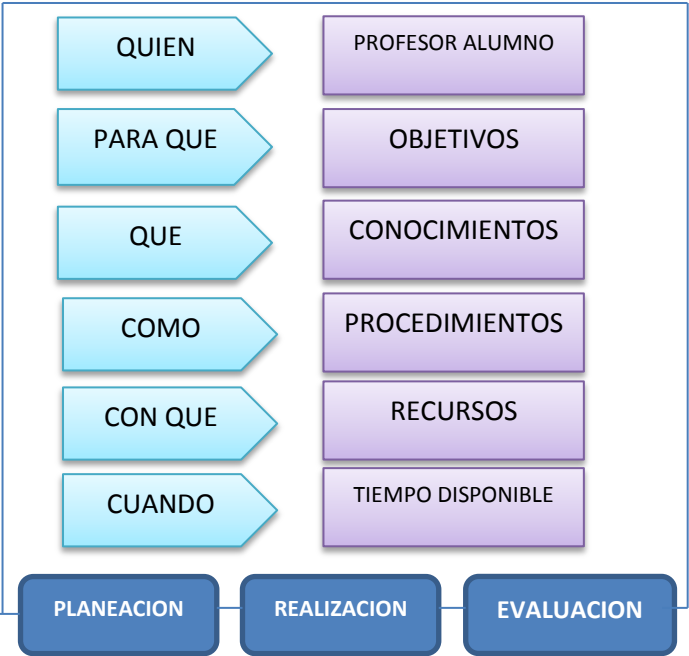 QUIEN
PROFESOR ALUMNO
PARA QUE
OBJETIVOS
QUE
CONOCIMIENTOS
COMO
PROCEDIMIENTOS
CON QUE
RECURSOS
CUANDO
TIEMPO DISPONIBLE
PLANEACION
REALIZACION
EVALUACION